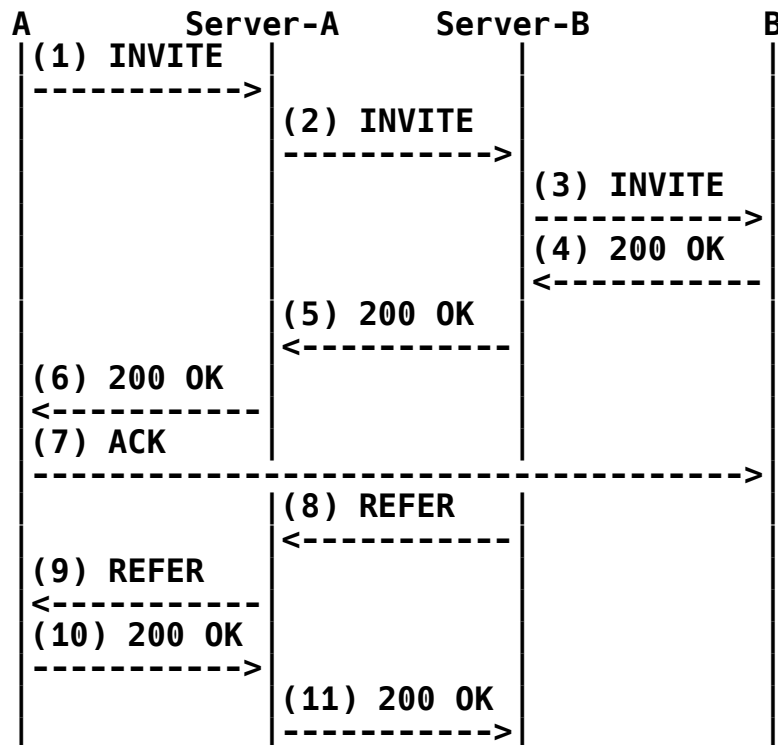 A Server-A Server-B B
(1) INVITE
----------->
(2) INVITE
----------->
(3) INVITE
----------->
(4) 200 OK
<-----------
(5) 200 OK
<-----------
(6) 200 OK
<-----------
(7) ACK
------------------------------------->
(8) REFER
<-----------
(9) REFER
<-----------
(10) 200 OK
----------->
(11) 200 OK
----------->